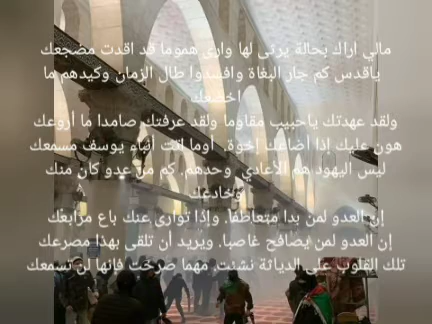 مالي اراك بحالة يرثى لها وارى هموما قد اقدت مضجعك
ياقدس كم جار البغاة وافسدوا طال الزمان وكيدهم ما
اخضعك
ولقد عهدتك ياحبيب مقاوما ولقد عرفتك صامدا ما أروعك
هون عليك إذا أضاعك إخوة. أوما اتت أنباء يوسف مسمعك
ليس اليهود هم الأعادي وحدهم. كم من عدو كان منك
وخادعك
إن العدو لمن بدا متعاطفا. وإذا توارى عنك باع مرابعك
إن العدو لمن يصافح غاصبا. ويريد ان تلقى بهذا مصرعك
تلك القلوب على الدياثة نشئت. مهما صرخت فإنها لن تسمعك